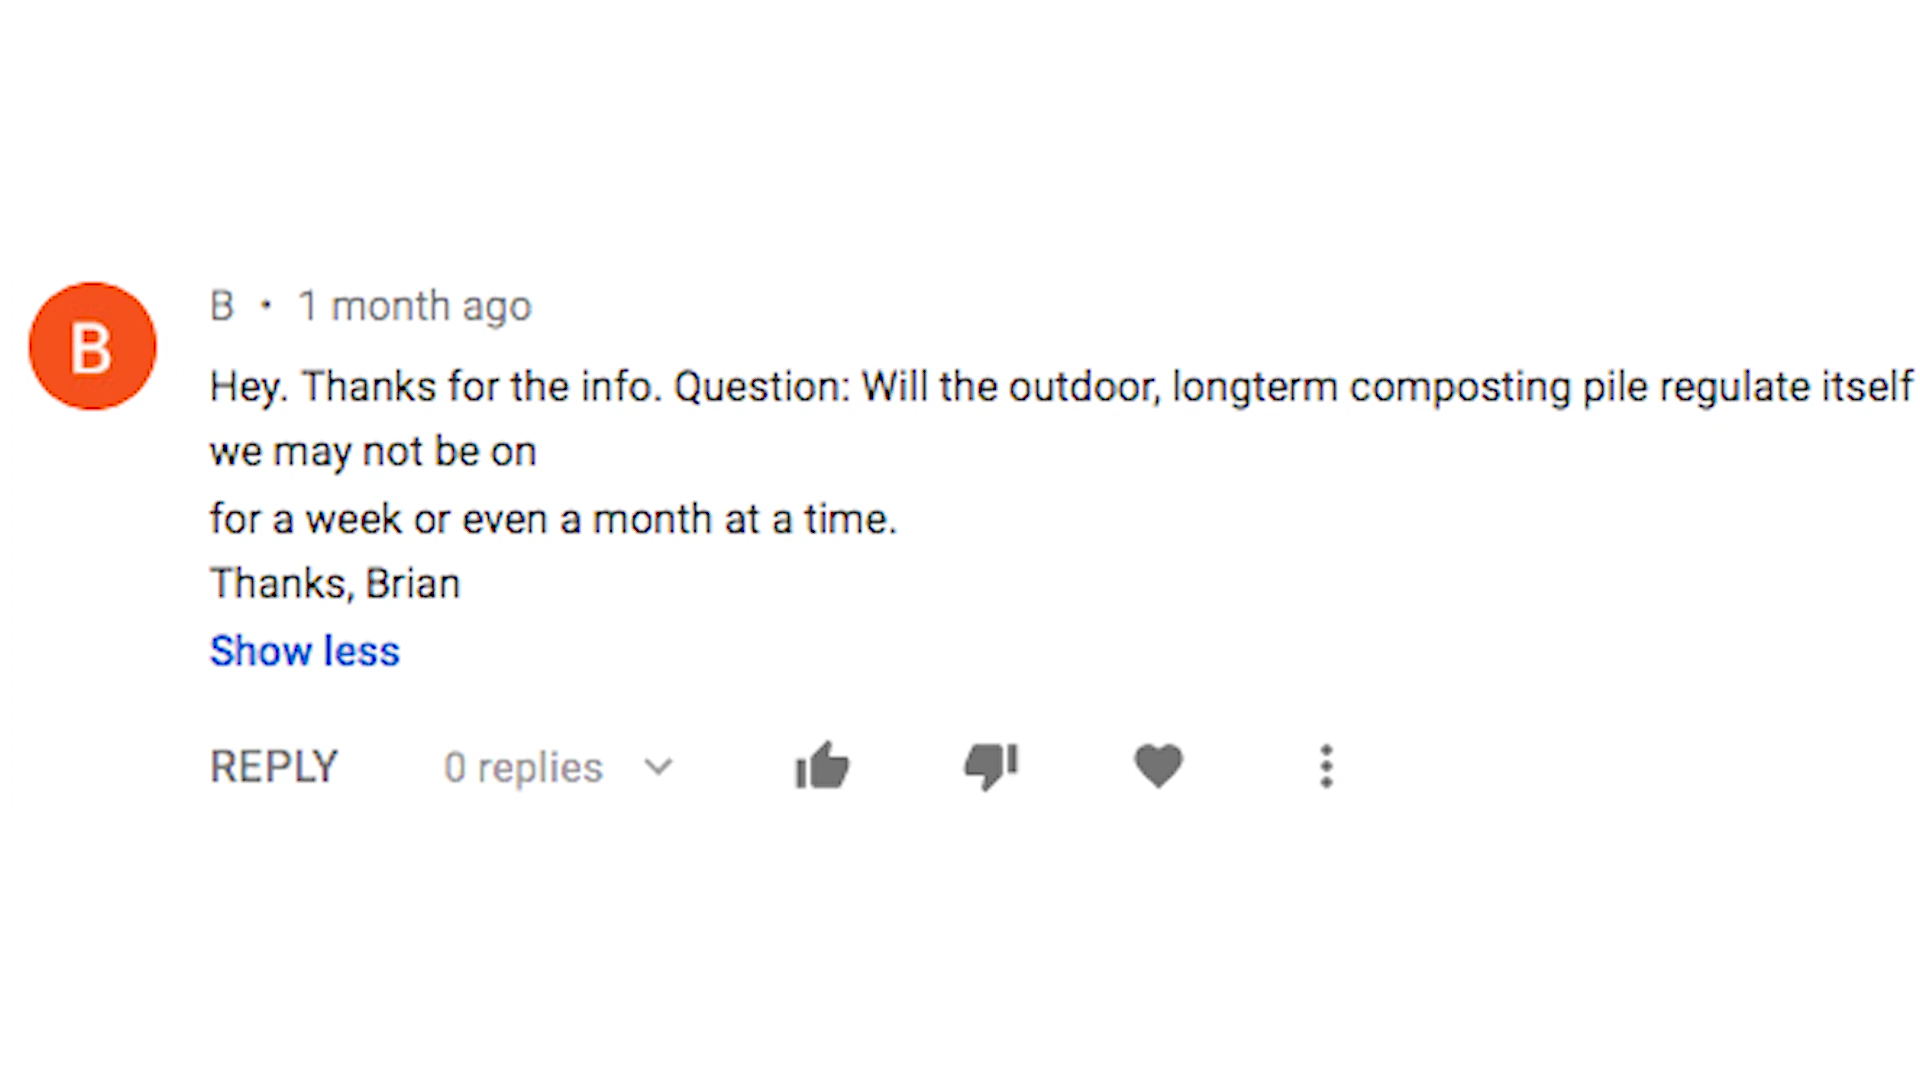 B
B • 1 month ago
Hey. Thanks for the info. Question: Will the outdoor, longterm composting pile regulate itself
we may not be on
for a week or even a month at a time.
Thanks, Brian
Show less
REPLY 0 replies